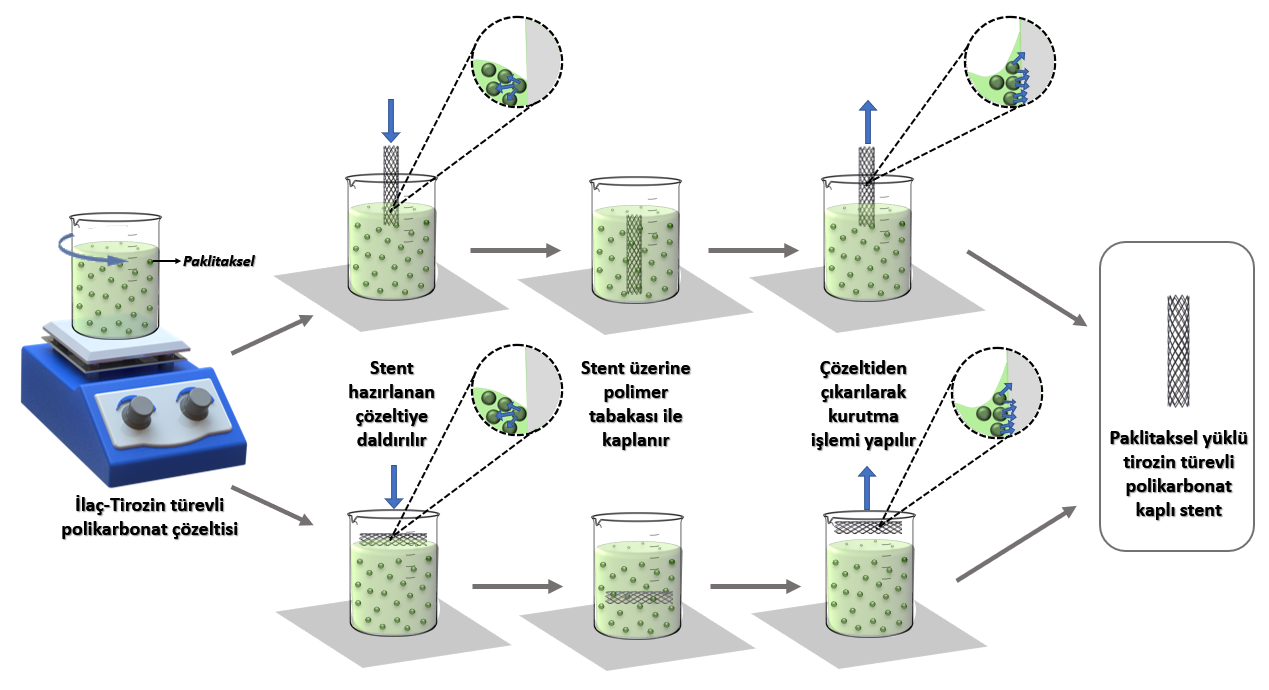 Paklitaksel
İlaç-Tirozin türevli
polikarbonat çözeltisi
Stent
hazırlanan
çözeltiye
daldırılır
Stent üzerine
polimer
tabakası ile
kaplanır
Çözeltiden
çıkarılarak
kurutma
işlemi yapılır
Paklitaksel yüklü
tirozin türevli
polikarbonat
kaplı stent